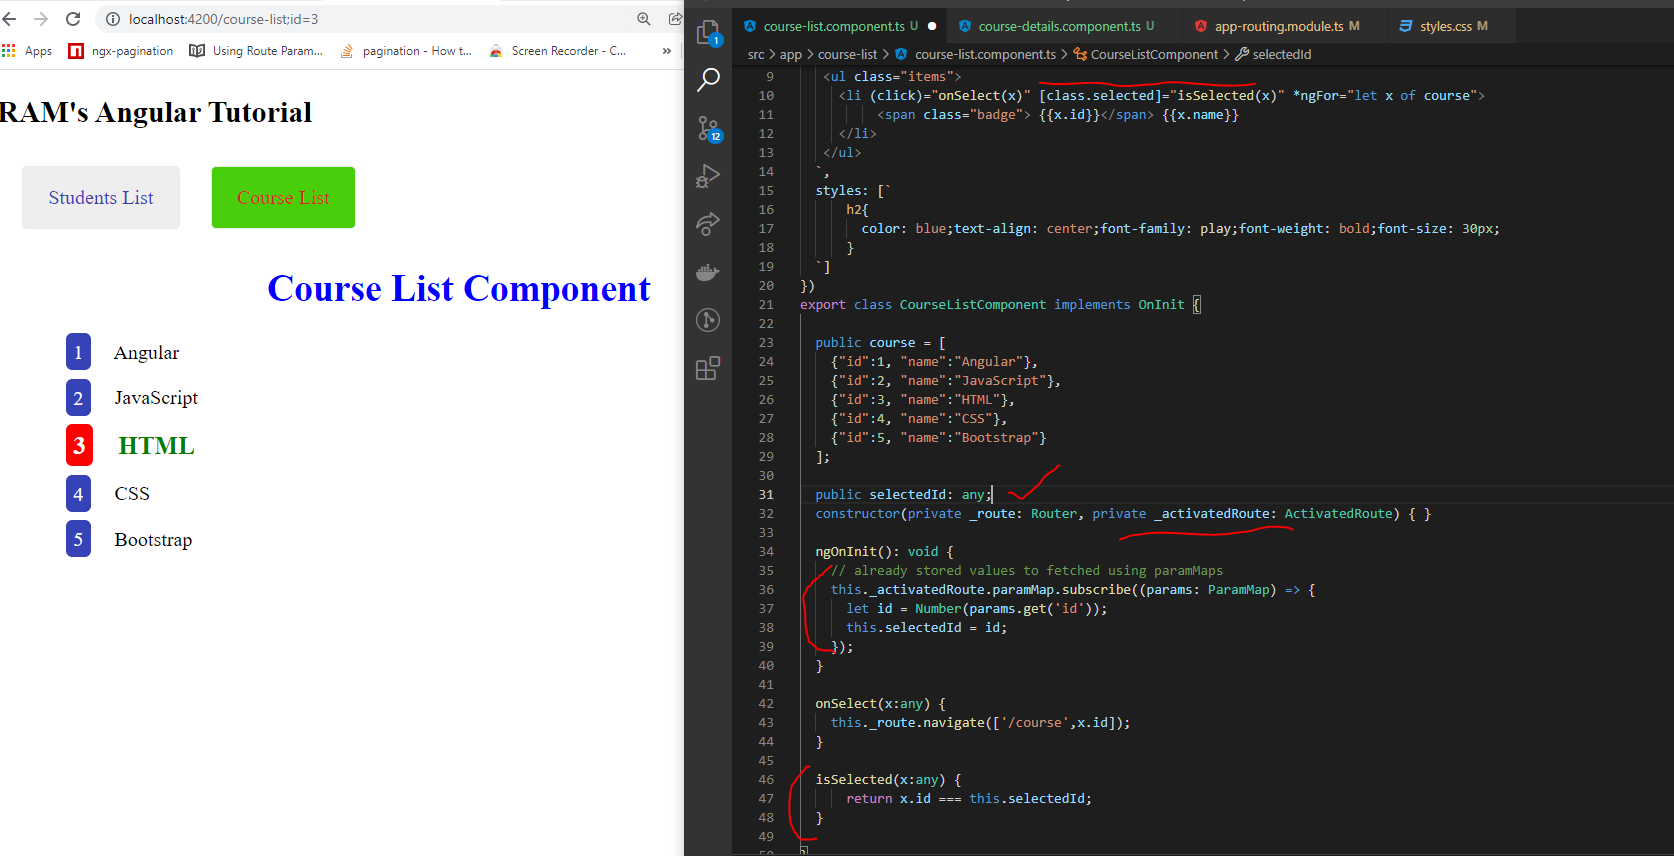 localhost:4200/course-list;id=3
Apps
ngx-pagination
Using Route Param...
pagination - How t...
Screen Recorder - C...
»
RAM's Angular Tutorial
Students List
Course List
Course List Component
1 Angular
2 JavaScript
3 HTML
4 CSS
5 Bootstrap
1
12
course-list.component.ts U
course-details.component.ts U
app-routing.module.ts M
styles.css M
src > app > course-list > course-list.component.ts > CourseListComponent > selectedId
9 <ul class="items">
10 <li (click)="onSelect(x)" [class.selected]="isSelected(x)" *ngFor="let x of course">
11 <span class="badge"> {{x.id}}</span> {{x.name}}
12 </li>
13 </ul>
14 `,
15 styles: [`
16 h2{
17 color: blue;text-align: center;font-family: play;font-weight: bold;font-size: 30px;
18 }
19 `]
20 })
21 export class CourseListComponent implements OnInit {
22
23 public course = [
24 {"id":1, "name":"Angular"},
25 {"id":2, "name":"JavaScript"},
26 {"id":3, "name":"HTML"},
27 {"id":4, "name":"CSS"},
28 {"id":5, "name":"Bootstrap"}
29 ];
30
31 public selectedId: any;
32 constructor(private _route: Router, private _activatedRoute: ActivatedRoute) { }
33
34 ngOnInit(): void {
35 // already stored values to fetched using paramMaps
36 this._activatedRoute.paramMap.subscribe((params: ParamMap) => {
37 let id = Number(params.get('id'));
38 this.selectedId = id;
39 });
40 }
41
42 onSelect(x:any) {
43 this._route.navigate(['/course',x.id]);
44 }
45
46 isSelected(x:any) {
47 return x.id === this.selectedId;
48 }
49